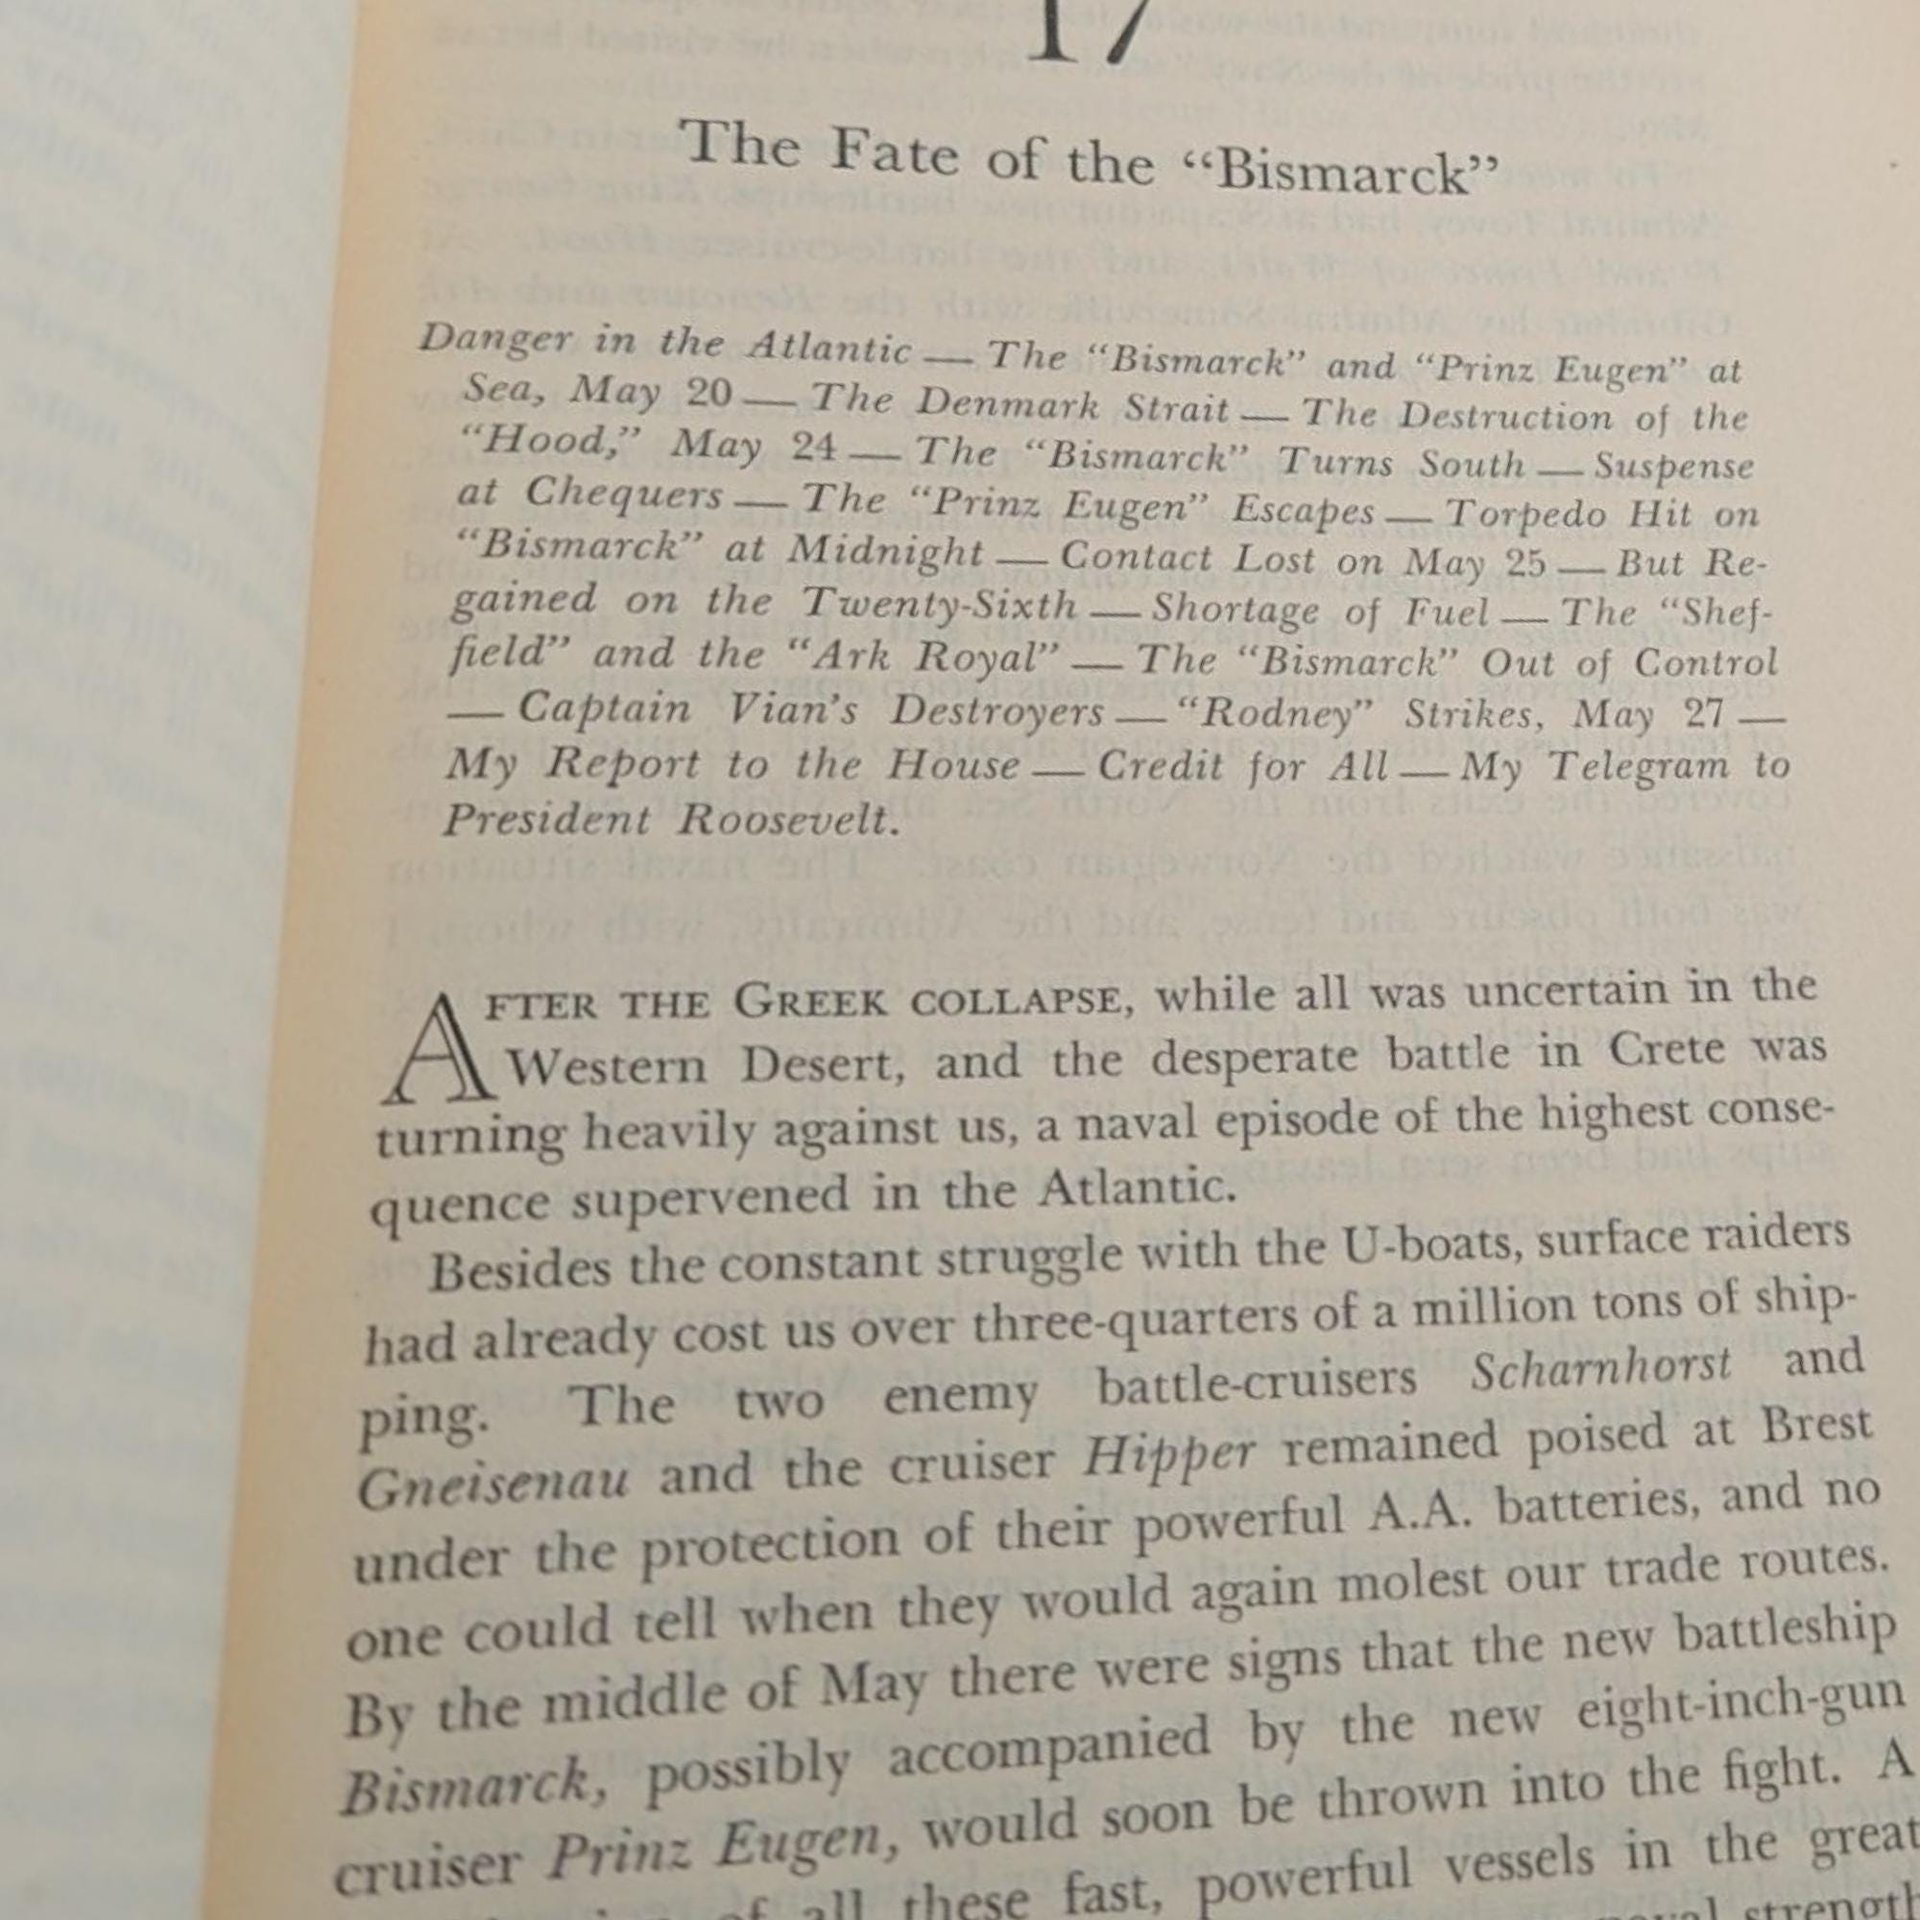 17
The Fate of the “Bismarck”
Danger in the Atlantic — The “Bismarck” and “Prinz Eugen” at
Sea, May 20 — The Denmark Strait — The Destruction of the
“Hood,” May 24 — The “Bismarck” Turns South — Suspense
at Chequers — The “Prinz Eugen” Escapes — Torpedo Hit on
“Bismarck” at Midnight — Contact Lost on May 25 — But Re-
gained on the Twenty-Sixth — Shortage of Fuel — The “Shef-
field” and the “Ark Royal” — The “Bismarck” Out of Control
— Captain Vian’s Destroyers — “Rodney” Strikes, May 27 —
My Report to the House — Credit for All — My Telegram to
President Roosevelt.
AFTER THE GREEK COLLAPSE, while all was uncertain in the
Western Desert, and the desperate battle in Crete was
turning heavily against us, a naval episode of the highest conse-
quence supervened in the Atlantic.
Besides the constant struggle with the U-boats, surface raiders
had already cost us over three-quarters of a million tons of ship-
ping. The two enemy battle-cruisers Scharnhorst and
Gneisenau and the cruiser Hipper remained poised at Brest
under the protection of their powerful A.A. batteries, and no
one could tell when they would again molest our trade routes.
By the middle of May there were signs that the new battleship
Bismarck, possibly accompanied by the new eight-inch-gun
cruiser Prinz Eugen, would soon be thrown into the fight. A
of all these fast, powerful vessels in the great
strength